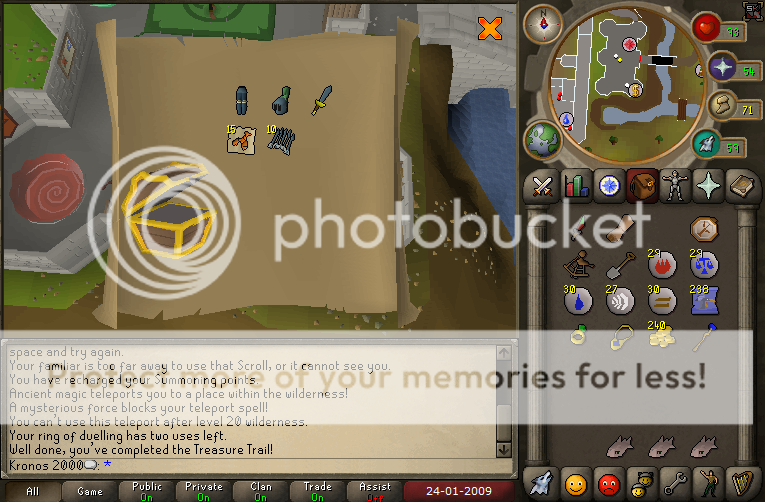 93
54
71
59
15
10
29
29
30
27
30
298
240
photobucket
Protect more of your memories for less!
space and try again.
Your familiar is too far away to use that Scroll, or it cannot see you.
You have recharged your Summoning points.
Ancient magic teleports you to a place within the wilderness!
A mysterious force blocks your teleport spell!
You can't use this teleport after level 20 wilderness.
Your ring of duelling has two uses left.
Well done, you've completed the Treasure Trail!
Kronos 2000: *
All
Game
Public
On
Private
On
Clan
On
Trade
On
Assist
Off
24-01-2009